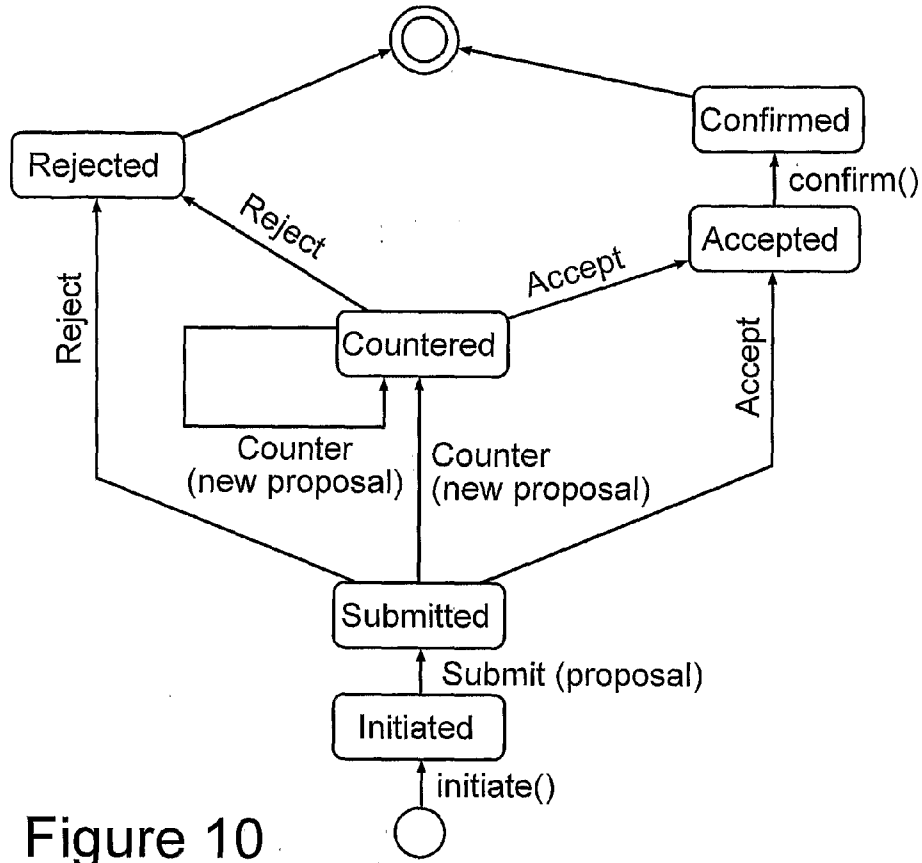 Confirmed
Rejected
confirm()
Reject
Accepted
Accept
Reject
Countered
Accept
Counter
(new proposal)
Counter
(new proposal)
Submitted
Submit (proposal)
Initiated
initiate()
Figure 10